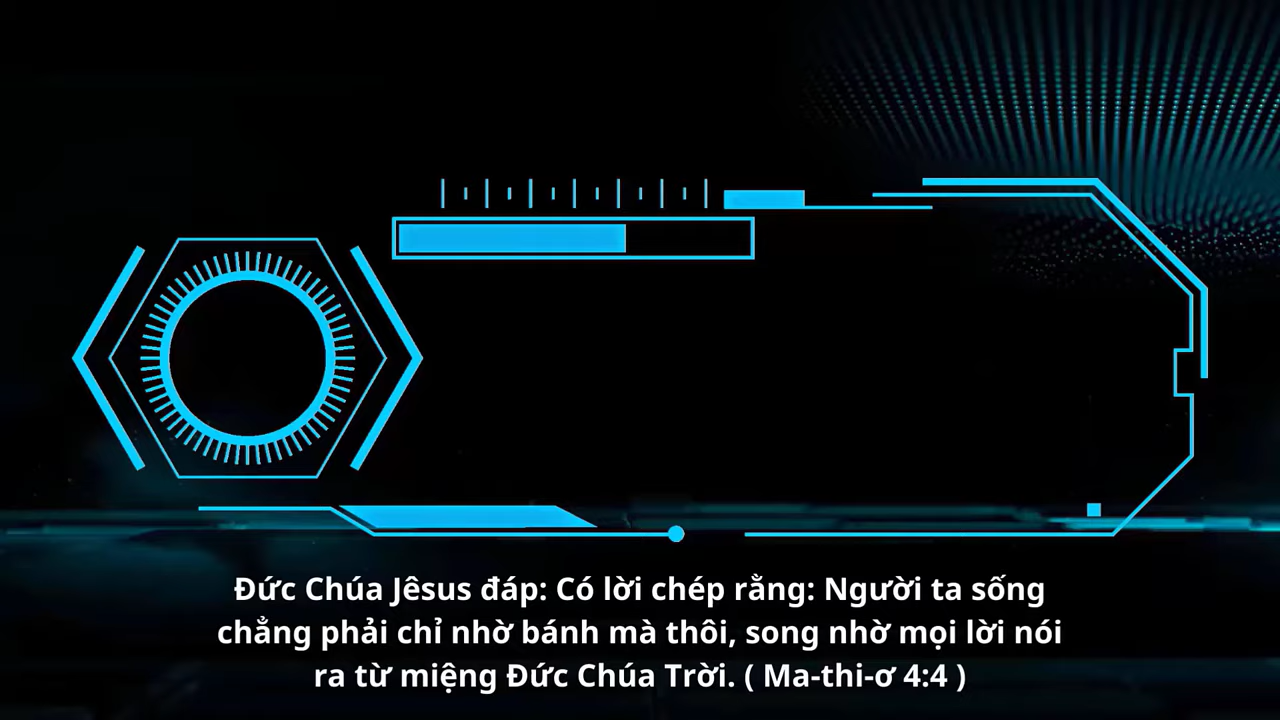 Đức Chúa Jêsus đáp: Có lời chép rằng: Người ta sống
chẳng phải chỉ nhờ bánh mà thôi, song nhờ mọi lời nói
ra từ miệng Đức Chúa Trời. ( Ma-thi-ơ 4:4 )